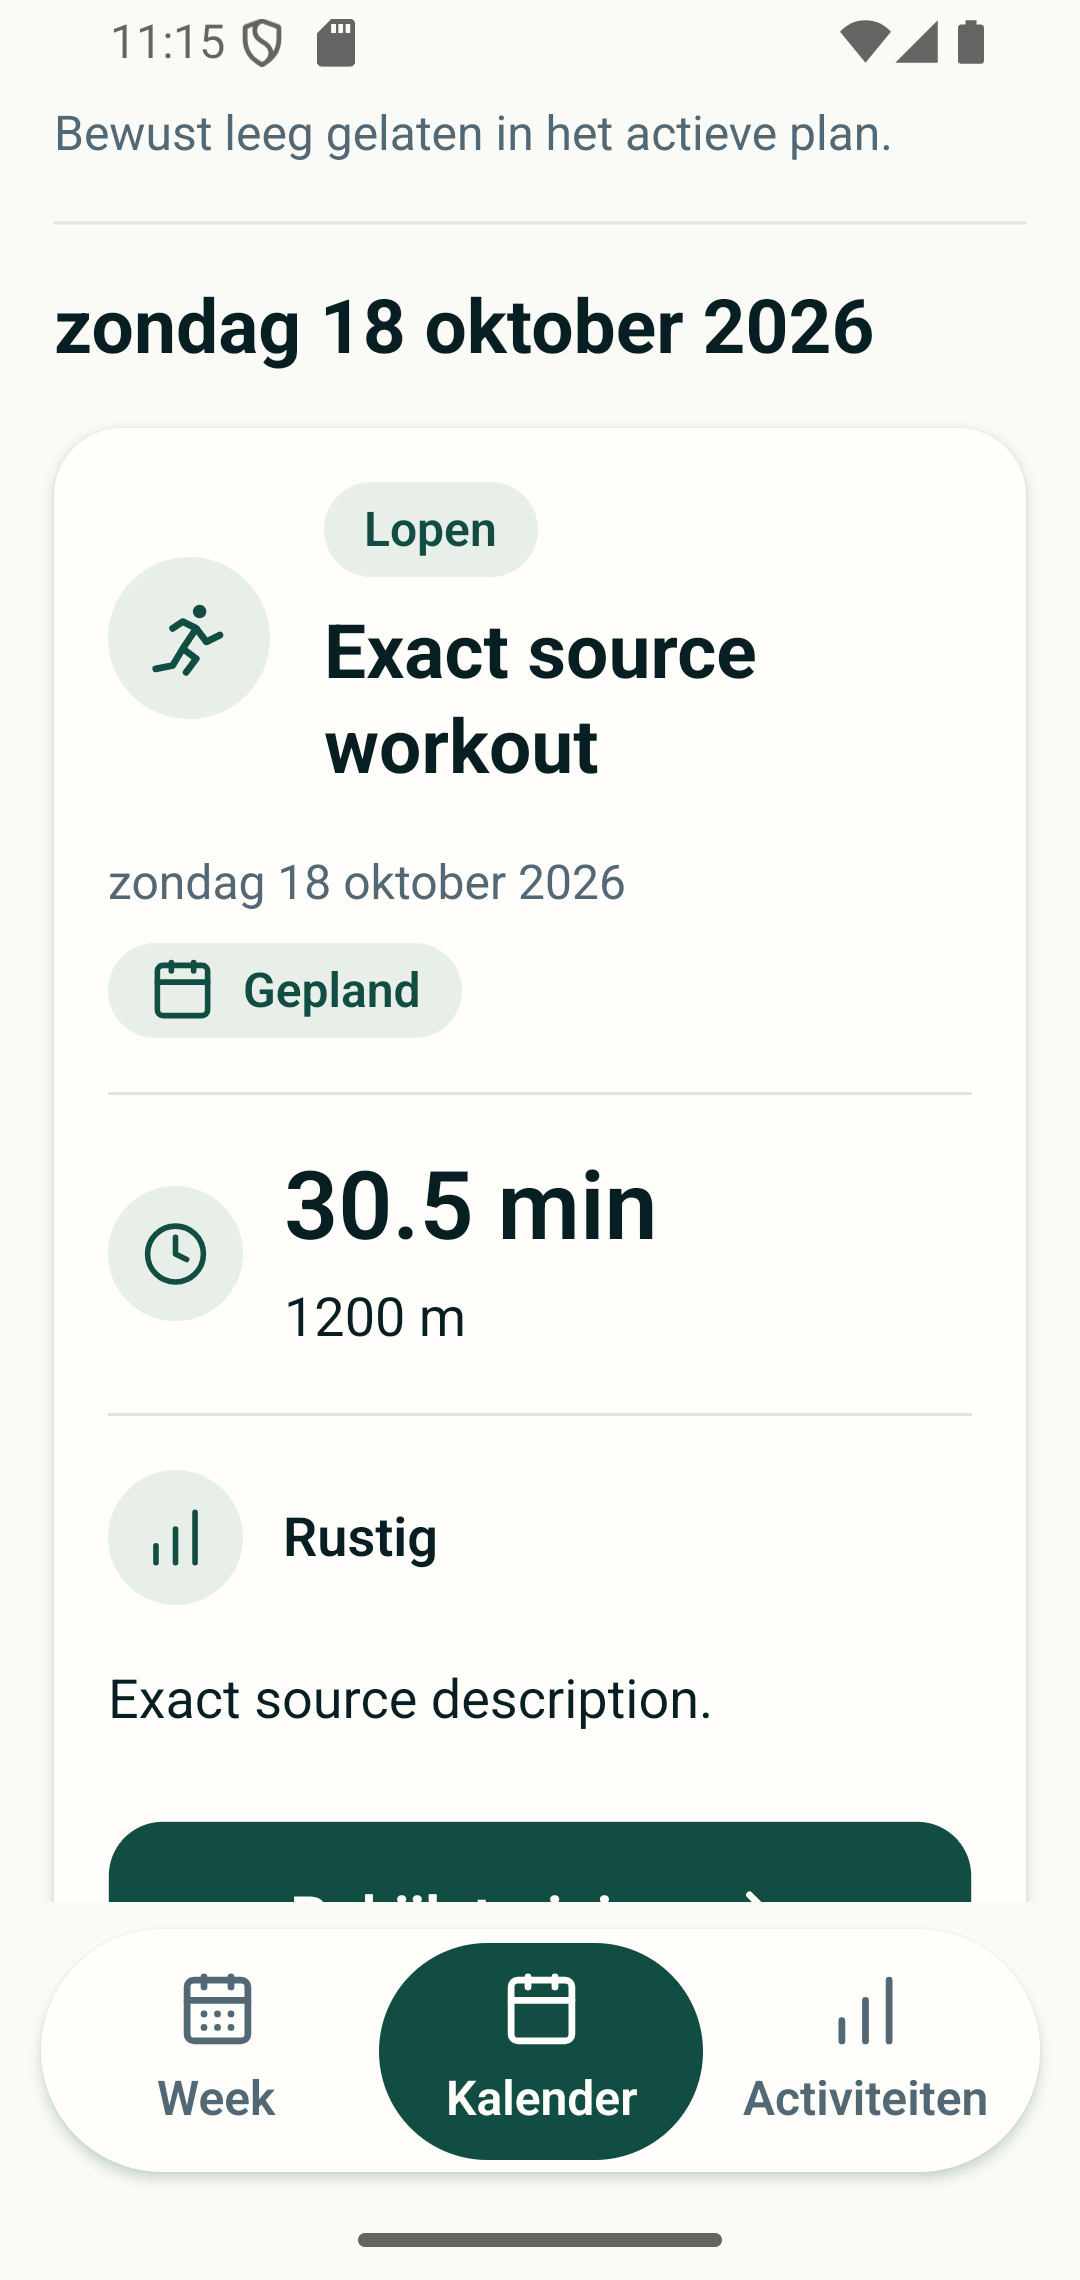 11:15
Bewust leeg gelaten in het actieve plan.
zondag 18 oktober 2026
Lopen
Exact source
workout
zondag 18 oktober 2026
Gepland
30.5 min
1200 m
Rustig
Exact source description.
Week
Kalender
Activiteiten